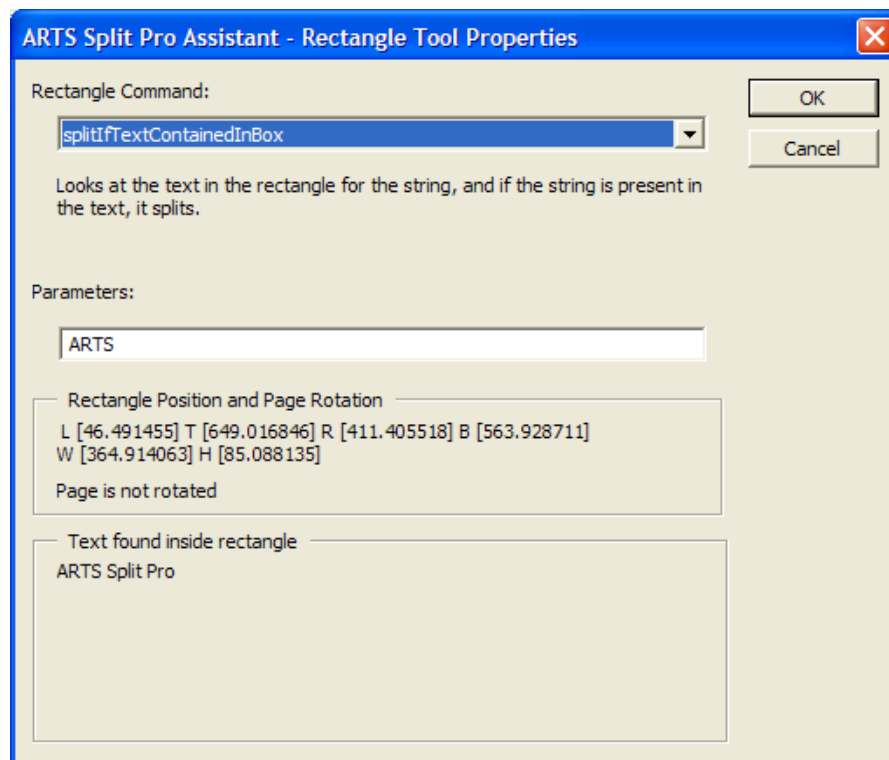 ARTS Split Pro Assistant - Rectangle Tool Properties
Rectangle Command:
OK
splitIfTextContainedInBox
Cancel
Looks at the text in the rectangle for the string, and if the string is present in
the text, it splits.
Parameters:
ARTS
Rectangle Position and Page Rotation
L [46.491455] T [649.016846] R [411.405518] B [563.928711]
W [364.914063] H [85.088135]
Page is not rotated
Text found inside rectangle
ARTS Split Pro